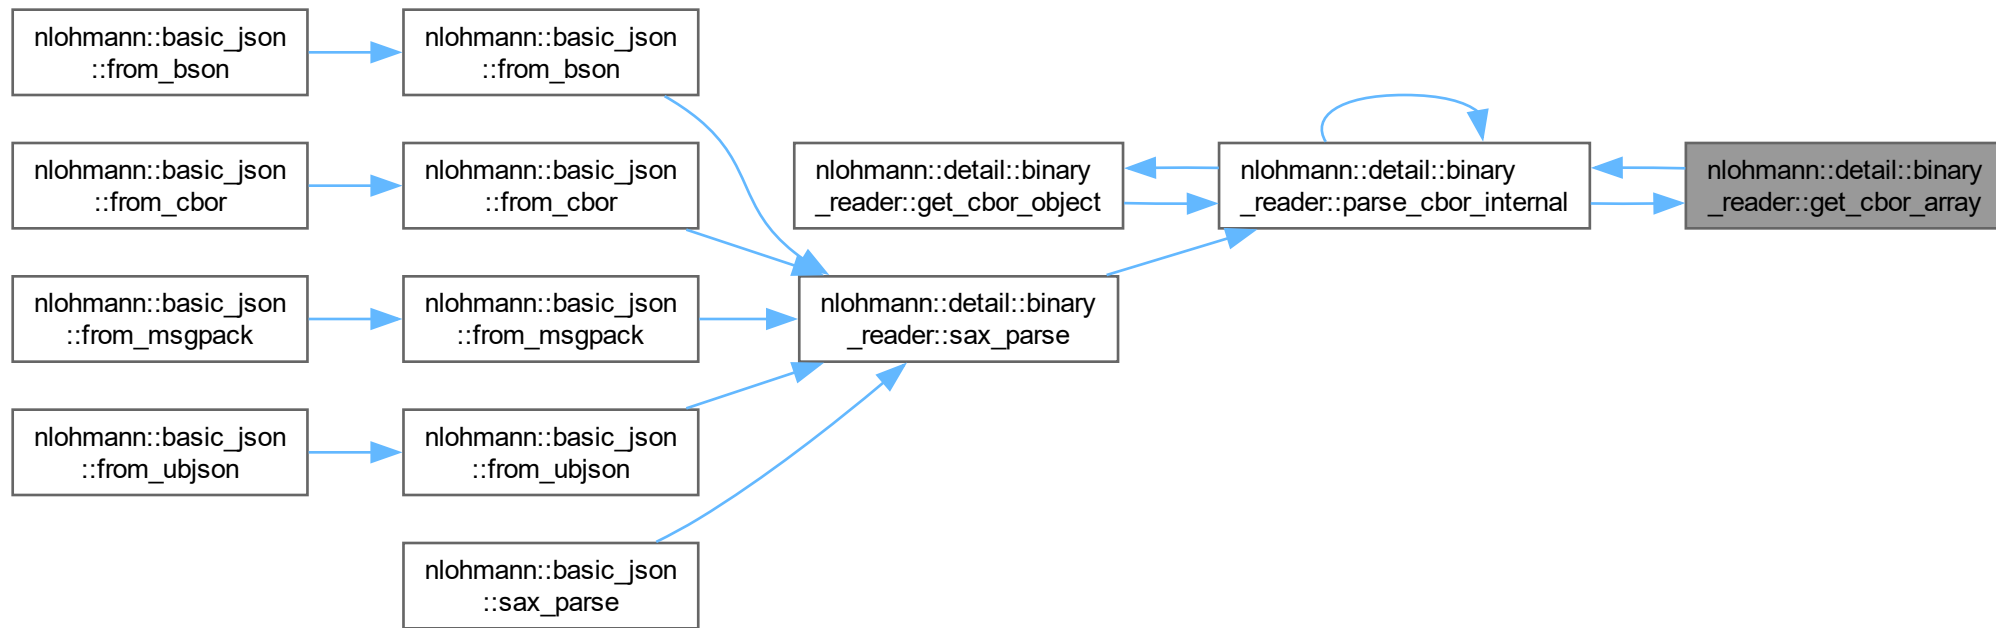 nlohmann::basic_json
::from_bson
nlohmann::basic_json
::from_bson
nlohmann::basic_json
::from_cbor
nlohmann::basic_json
::from_cbor
nlohmann::detail::binary
_reader::get_cbor_object
nlohmann::detail::binary
_reader::parse_cbor_internal
nlohmann::detail::binary
_reader::get_cbor_array
nlohmann::basic_json
::from_msgpack
nlohmann::basic_json
::from_msgpack
nlohmann::detail::binary
_reader::sax_parse
nlohmann::basic_json
::from_ubjson
nlohmann::basic_json
::from_ubjson
nlohmann::basic_json
::sax_parse